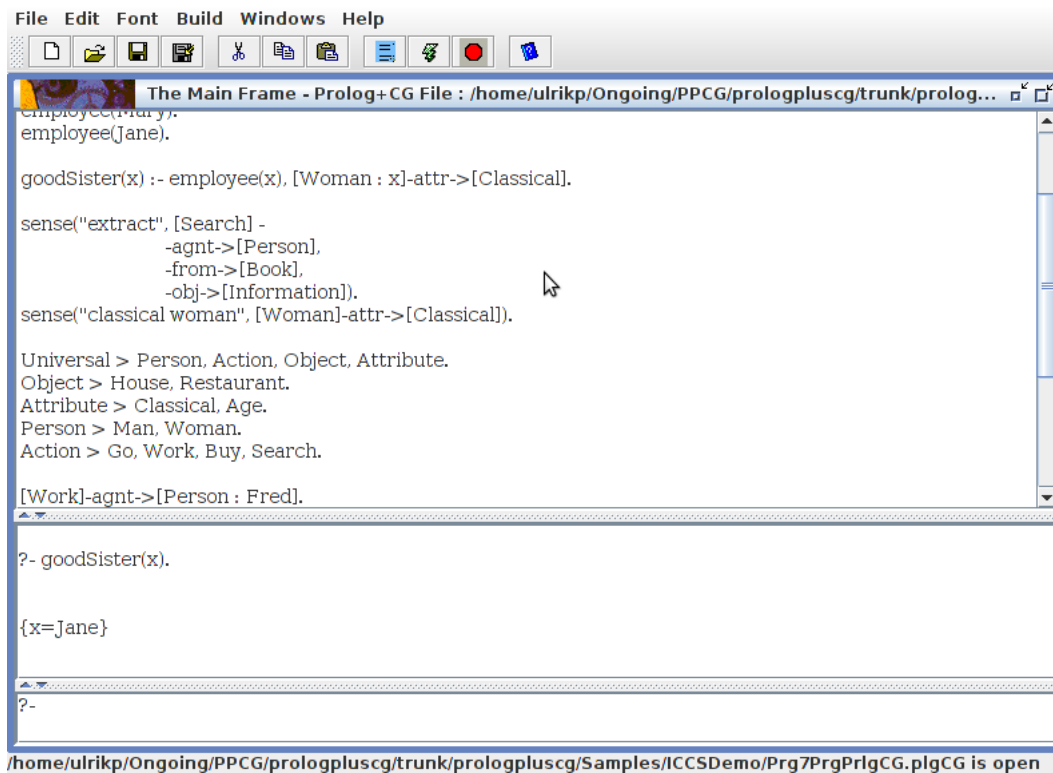 File Edit Font Build Windows Help
The Main Frame - Prolog+CG File : /home/ulrikp/Ongoing/PPCG/prologpluscg/trunk/prolog...
employee(Mary).
employee(Jane).
goodSister(x) :- employee(x), [Woman : x]-attr->[Classical].
sense("extract", [Search] -
-agnt->[Person],
-from->[Book],
-obj->[Information]).
sense("classical woman", [Woman]-attr->[Classical]).
Universal > Person, Action, Object, Attribute.
Object > House, Restaurant.
Attribute > Classical, Age.
Person > Man, Woman.
Action > Go, Work, Buy, Search.
[Work]-agnt->[Person : Fred].
?- goodSister(x).
{x=Jane}
?-
/home/ulrikp/Ongoing/PPCG/prologpluscg/trunk/prologpluscg/Samples/ICCSDemo/Prg7PrgPrlgCG.plgCG is open